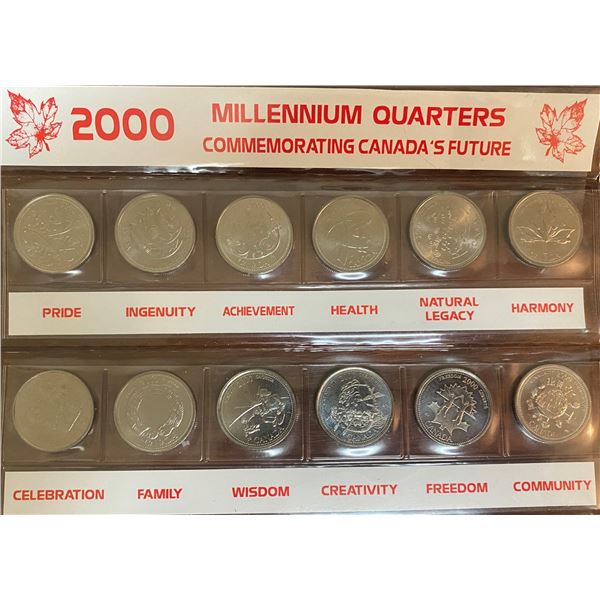 2000 MILLENNIUM QUARTERS
COMMEMORATING CANADA'S FUTURE
PRIDE INGENUITY ACHIEVEMENT HEALTH NATURAL LEGACY HARMONY
CANADA
CELEBRATION FAMILY WISDOM CREATIVITY FREEDOM COMMUNITY